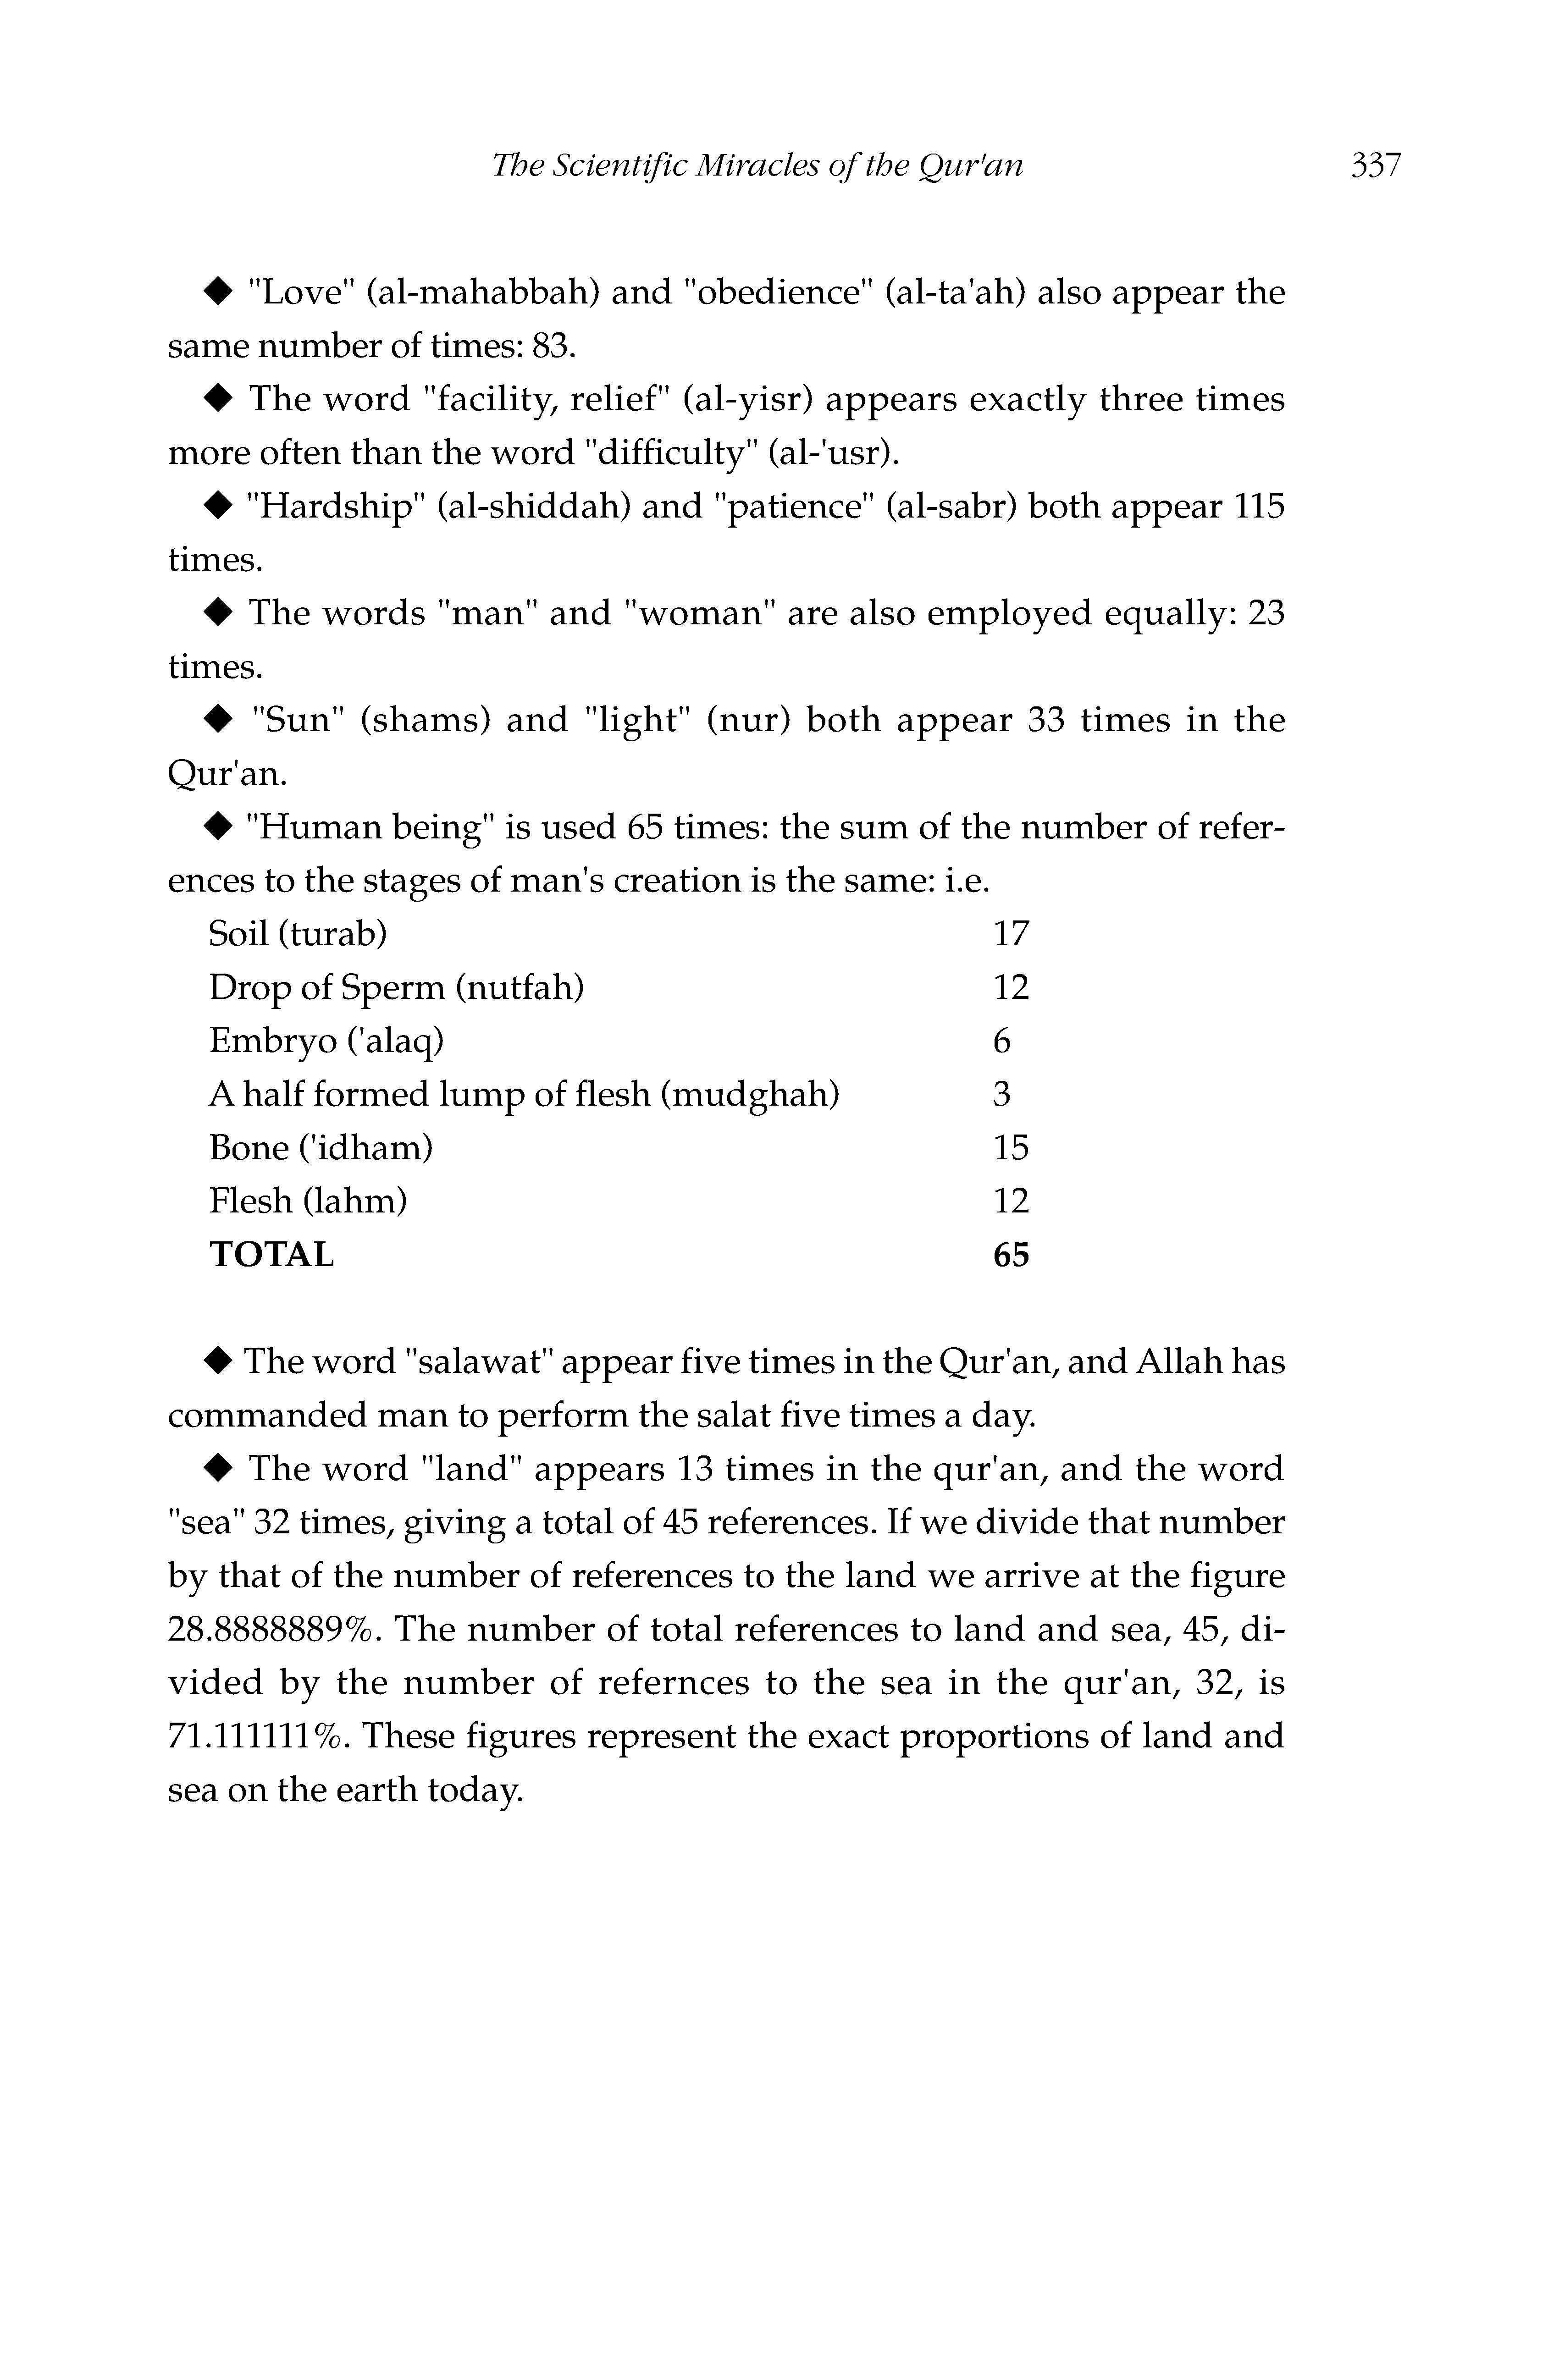 The Scientific Miracles of the Qur'an 337
◆ "Love" (al-mahabbah) and "obedience" (al-ta'ah) also appear the
same number of times: 83.
◆ The word "facility, relief" (al-yisr) appears exactly three times
more often than the word "difficulty" (al-'usr).
◆ "Hardship" (al-shiddah) and "patience" (al-sabr) both appear 115
times.
◆ The words "man" and "woman" are also employed equally: 23
times.
◆ "Sun" (shams) and "light" (nur) both appear 33 times in the
Qur'an.
◆ "Human being" is used 65 times: the sum of the number of refer-
ences to the stages of man's creation is the same: i.e.
Soil (turab) 17
Drop of Sperm (nutfah) 12
Embryo ('alaq) 6
A half formed lump of flesh (mudghah) 3
Bone ('idham) 15
Flesh (lahm) 12
TOTAL 65
◆ The word "salawat" appear five times in the Qur'an, and Allah has
commanded man to perform the salat five times a day.
◆ The word "land" appears 13 times in the qur'an, and the word
"sea" 32 times, giving a total of 45 references. If we divide that number
by that of the number of references to the land we arrive at the figure
28.8888889%. The number of total references to land and sea, 45, di-
vided by the number of refernces to the sea in the qur'an, 32, is
71.111111%. These figures represent the exact proportions of land and
sea on the earth today.